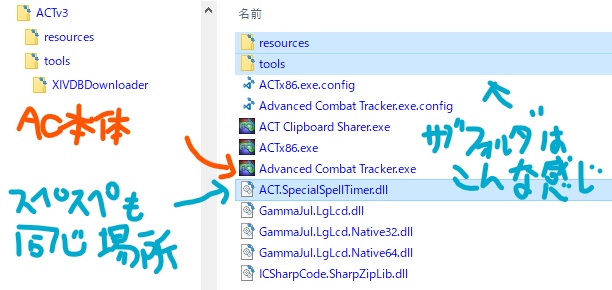 ACTv3
resources
tools
XIVDBDownloader
名前
resources
tools
ACTx86.exe.config
Advanced Combat Tracker.exe.config
ACT Clipboard Sharer.exe
ACTx86.exe
Advanced Combat Tracker.exe
ACT.SpecialSpellTimer.dll
GammaJul.LgLcd.dll
GammaJul.LgLcd.Native32.dll
GammaJul.LgLcd.Native64.dll
ICSharpCode.SharpZipLib.dll
AC本体
スペスペも
同じ場所
サブフォルダは
こんな感じ